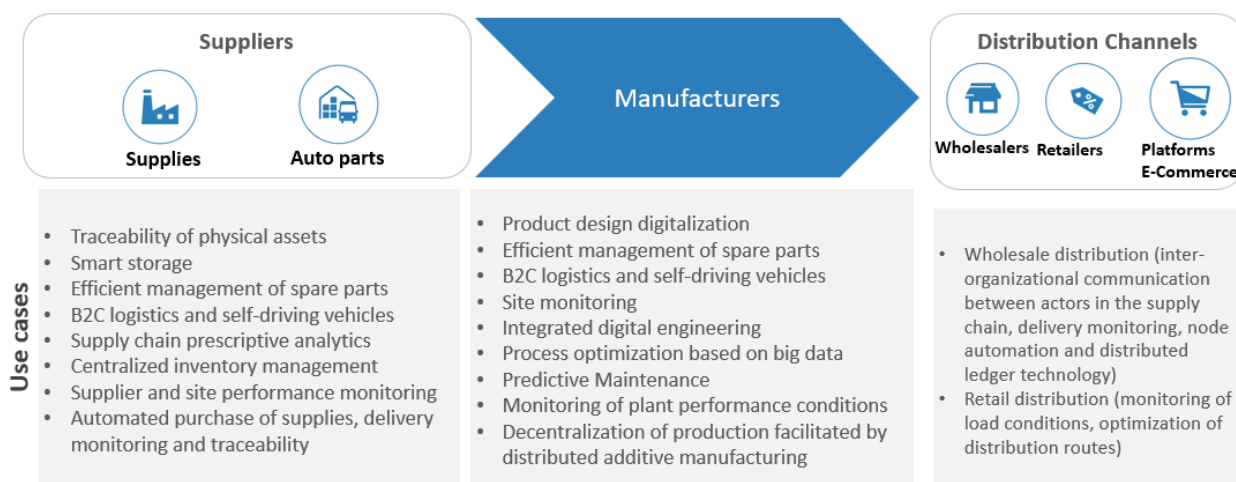 Suppliers
Supplies
Auto parts
Manufacturers
Distribution Channels
Wholesalers
Retailers
Platforms
E-Commerce
Use cases
• Traceability of physical assets
• Smart storage
• Efficient management of spare parts
• B2C logistics and self-driving vehicles
• Supply chain prescriptive analytics
• Centralized inventory management
• Supplier and site performance monitoring
• Automated purchase of supplies, delivery
monitoring and traceability
• Product design digitalization
• Efficient management of spare parts
• B2C logistics and self-driving vehicles
• Site monitoring
• Integrated digital engineering
• Process optimization based on big data
• Predictive Maintenance
• Monitoring of plant performance conditions
• Decentralization of production facilitated by
distributed additive manufacturing
• Wholesale distribution (inter-
organizational communication
between actors in the supply
chain, delivery monitoring, node
automation and distributed
ledger technology)
• Retail distribution (monitoring of
load conditions, optimization of
distribution routes)